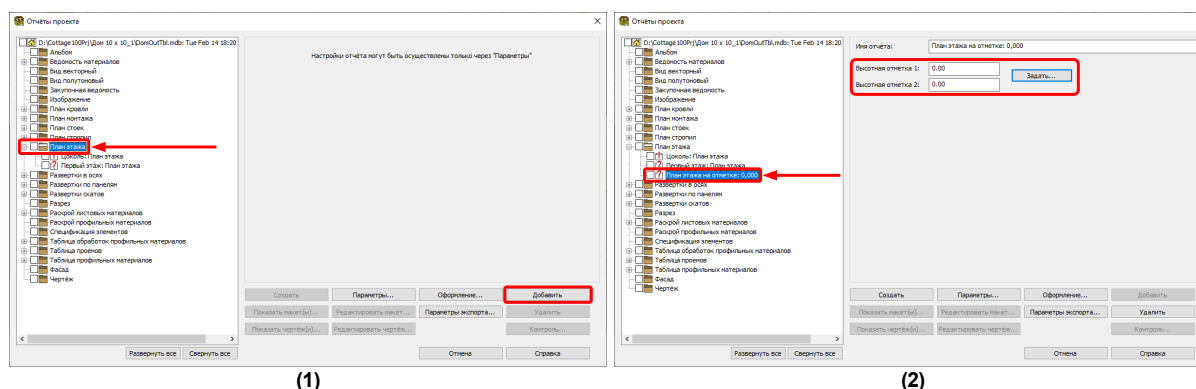 Отчёты проекта
D:\Cottage100Prj\Дом 10 x 10_1\DomOutTbl.mdb: Tue Feb 14 18:20
Альбом
Ведомость материалов
Вид векторный
Вид полутоновый
Закупочная ведомость
Изображение
План кровли
План монтажа
План стоек
План стропил
План этажа
Цоколь: План этажа
Первый этаж: План этажа
Развертки в осях
Развертки по панелям
Развертки скатов
Разрез
Раскрой листовых материалов
Раскрой профильных материалов
Спецификация элементов
Таблица обработок профильных материалов
Таблица проемов
Таблица профильных материалов
Фасад
Чертёж
Настройки отчёта могут быть осуществлены только через "Параметры"
Создать Параметры... Оформление... Добавить
Показать макет(ы)... Редактировать макет... Параметры экспорта... Удалить
Показать чертёж(и)... Редактировать чертёж... Контроль...
Развернуть все Свернуть все Отмена Справка
(1)
Отчёты проекта
D:\Cottage100Prj\Дом 10 x 10_1\DomOutTbl.mdb: Tue Feb 14 18:20
Альбом
Ведомость материалов
Вид векторный
Вид полутоновый
Закупочная ведомость
Изображение
План кровли
План монтажа
План стоек
План стропил
План этажа
Цоколь: План этажа
Первый этаж: План этажа
План этажа на отметке: 0,000
Развертки в осях
Развертки по панелям
Развертки скатов
Разрез
Раскрой листовых материалов
Раскрой профильных материалов
Спецификация элементов
Таблица обработок профильных материалов
Таблица проемов
Таблица профильных материалов
Фасад
Чертёж
Имя отчёта: План этажа на отметке: 0,000
Высотная отметка 1: 0.00
Задать...
Высотная отметка 2: 0.00
Создать Параметры... Оформление... Добавить
Показать макет(ы)... Редактировать макет... Параметры экспорта... Удалить
Показать чертёж(и)... Редактировать чертёж... Контроль...
Развернуть все Свернуть все Отмена Справка
(2)